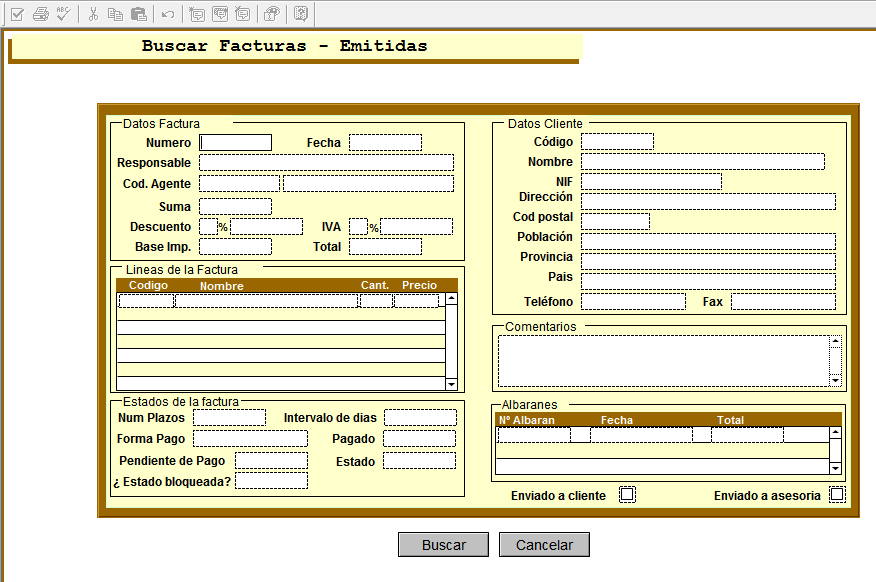 ABC
Buscar Facturas - Emitidas
Datos Factura
Numero Fecha
Responsable
Cod. Agente
Suma
Descuento % IVA %
Base Imp. Total
Lineas de la Factura
Codigo Nombre Cant. Precio
Estados de la factura
Num Plazos Intervalo de dias
Forma Pago Pagado
Pendiente de Pago Estado
¿ Estado bloqueada?
Datos Cliente
Código
Nombre
NIF
Dirección
Cod postal
Población
Provincia
Pais
Teléfono Fax
Comentarios
Albaranes
Nº Albaran Fecha Total
Enviado a cliente Enviado a asesoria
Buscar Cancelar